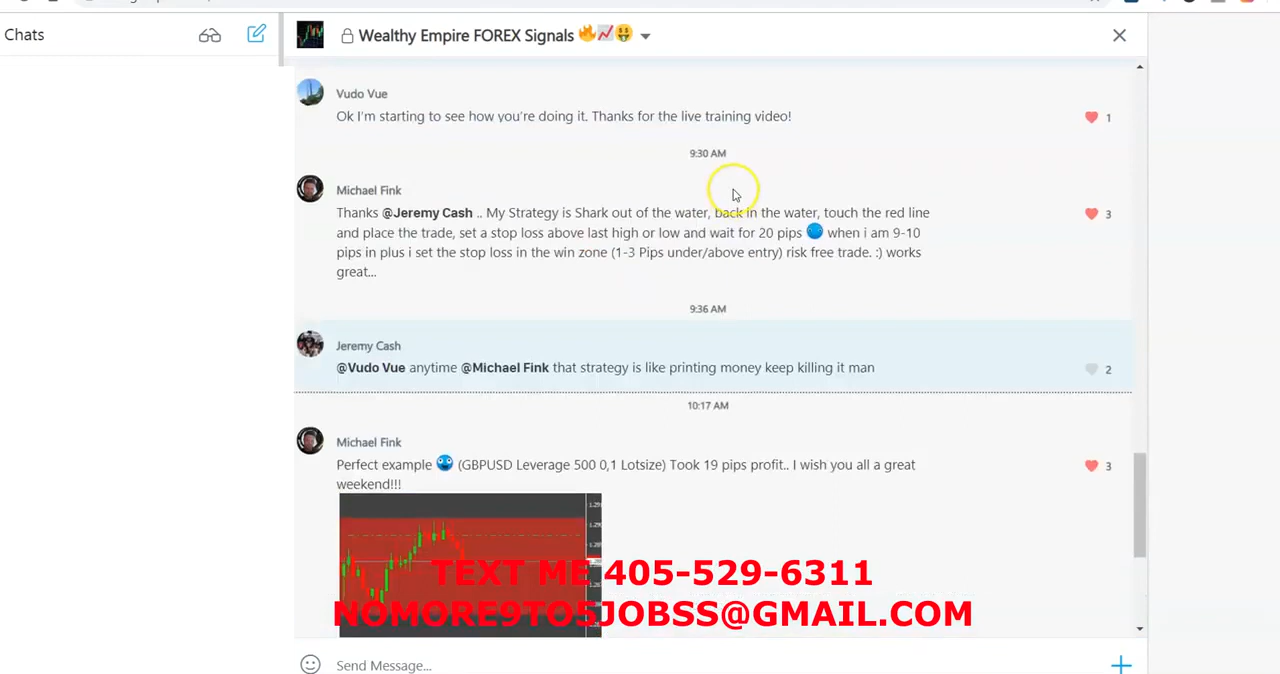 Chats
Wealthy Empire FOREX Signals 🔥📈🤑
Vudo Vue
Ok I'm starting to see how you're doing it. Thanks for the live training video!
1
9:30 AM
Michael Fink
Thanks @Jeremy Cash .. My Strategy is Shark out of the water, back in the water, touch the red line
and place the trade, set a stop loss above last high or low and wait for 20 pips when i am 9-10
pips in plus i set the stop loss in the win zone (1-3 Pips under/above entry) risk free trade. :) works
great...
3
9:36 AM
Jeremy Cash
@Vudo Vue anytime @Michael Fink that strategy is like printing money keep killing it man
2
10:17 AM
Michael Fink
Perfect example (GBPUSD Leverage 500 0,1 Lotsize) Took 19 pips profit.. I wish you all a great
weekend!!!
3
TEXT ME 405-529-6311
NOMORE9TO5JOBSS@GMAIL.COM
Send Message...